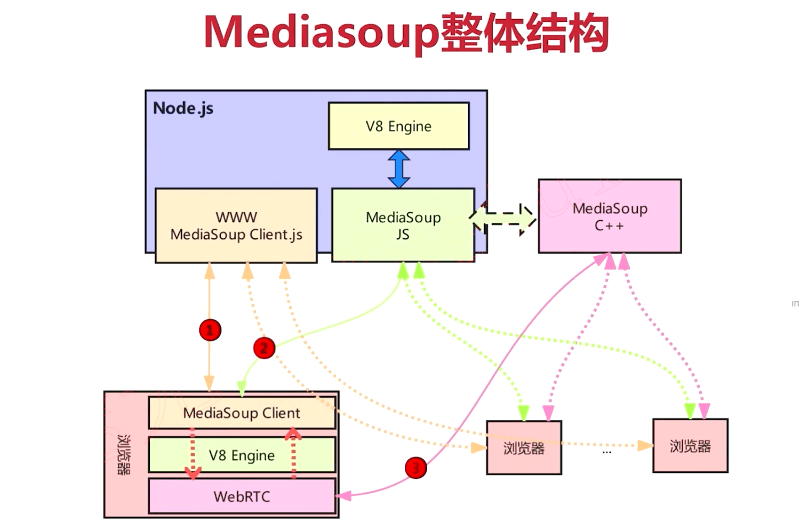 Mediasoup整体结构
Node.js
V8 Engine
WWW
MediaSoup Client.js
MediaSoup
JS
MediaSoup
C++
1
2
浏览器
MediaSoup Client
V8 Engine
WebRTC
3
浏览器
...
浏览器